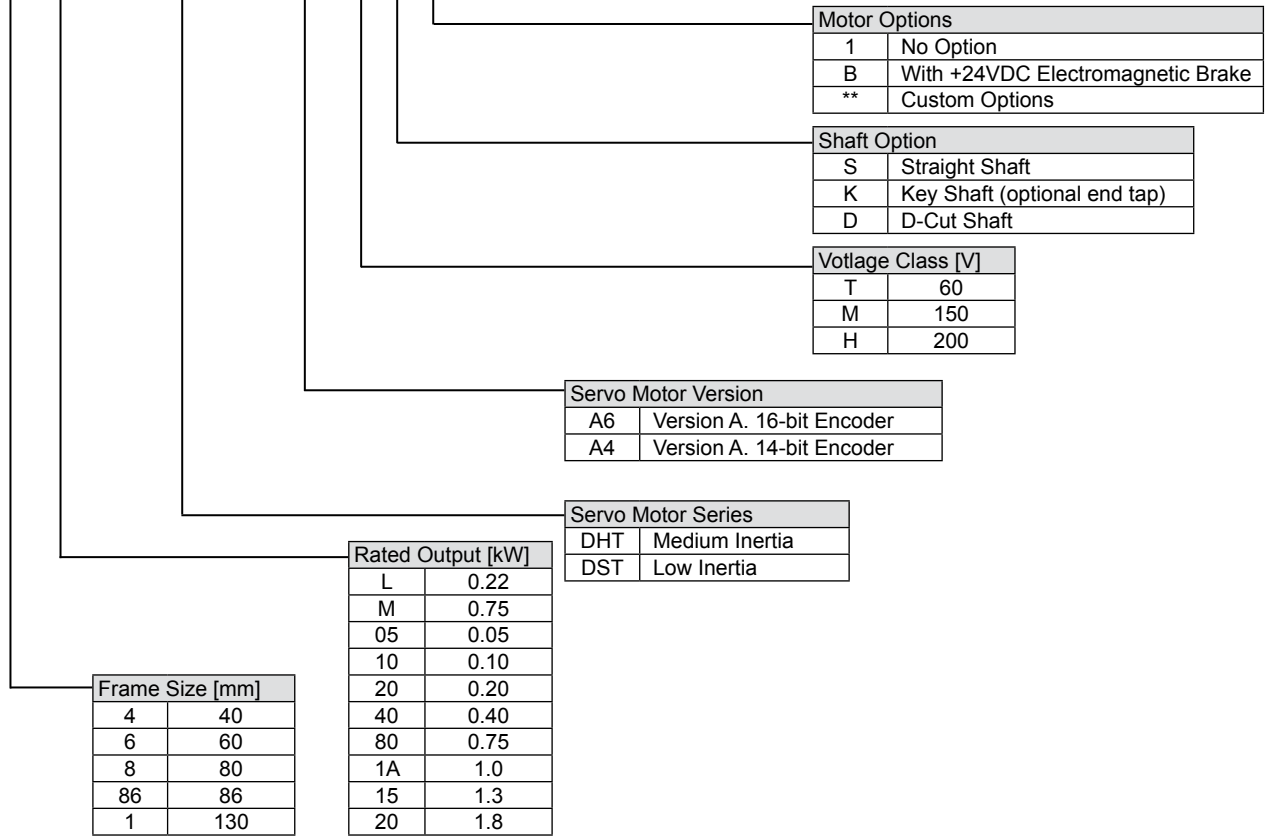 Motor Options
1 No Option
B With +24VDC Electromagnetic Brake
** Custom Options
Shaft Option
S Straight Shaft
K Key Shaft (optional end tap)
D D-Cut Shaft
Votlage Class [V]
T 60
M 150
H 200
Servo Motor Version
A6 Version A. 16-bit Encoder
A4 Version A. 14-bit Encoder
Servo Motor Series
DHT Medium Inertia
DST Low Inertia
Rated Output [kW]
L 0.22
M 0.75
05 0.05
10 0.10
20 0.20
40 0.40
80 0.75
1A 1.0
15 1.3
20 1.8
Frame Size [mm]
4 40
6 60
8 80
86 86
1 130